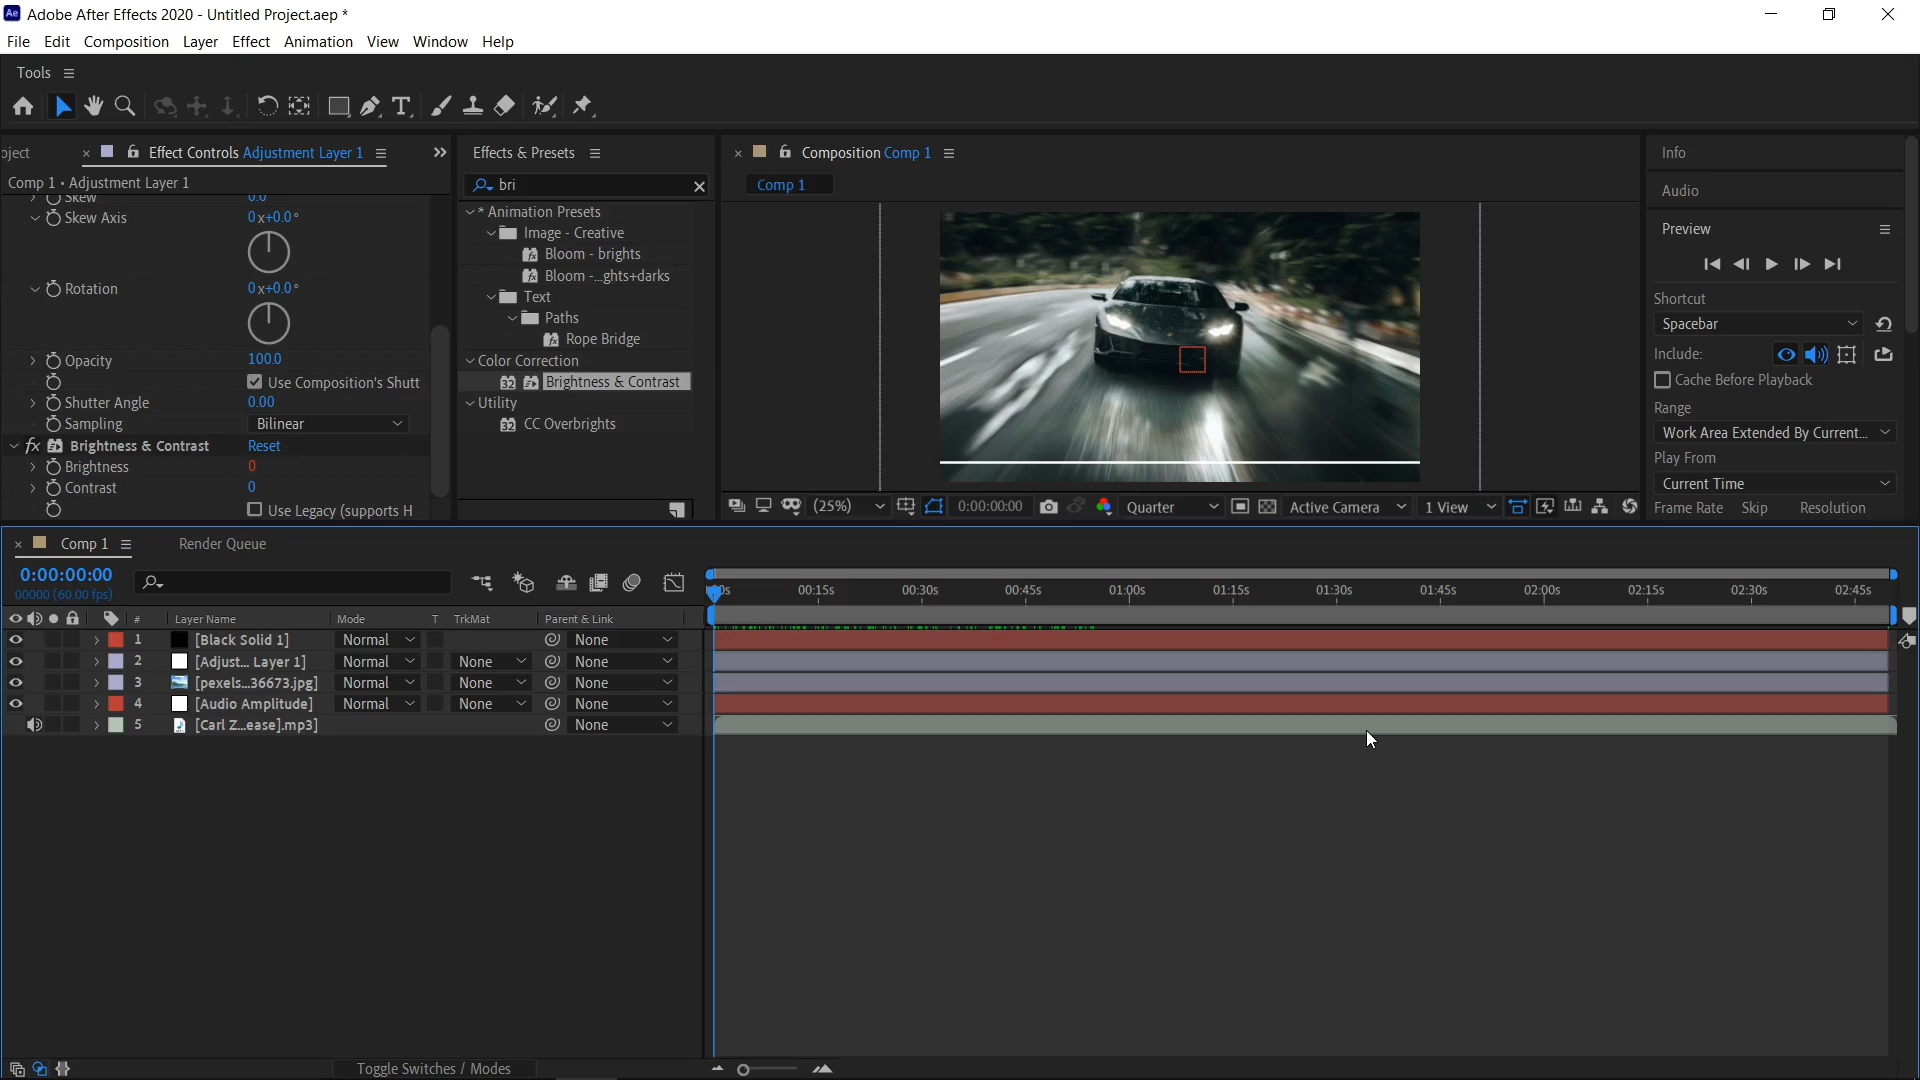 Ae Adobe After Effects 2020 - Untitled Project.aep *
File Edit Composition Layer Effect Animation View Window Help
Tools
oject × Effect Controls Adjustment Layer 1
Comp 1 • Adjustment Layer 1
Skew 0.0
Skew Axis 0x+0.0°
Rotation 0x+0.0°
Opacity 100.0
Use Composition's Shutt
Shutter Angle 0.00
Sampling Bilinear
fx Brightness & Contrast Reset
Brightness 0
Contrast 0
Use Legacy (supports H
Effects & Presets
bri
* Animation Presets
Image - Creative
Bloom - brights
Bloom -...ghts+darks
Text
Paths
Rope Bridge
Color Correction
32 Brightness & Contrast
Utility
32 CC Overbrights
× Composition Comp 1
Comp 1
(25%) 0:00:00:00 Quarter Active Camera 1 View
Info
Audio
Preview
Shortcut
Spacebar
Include:
Cache Before Playback
Range
Work Area Extended By Current...
Play From
Current Time
Frame Rate Skip Resolution
× Comp 1 Render Queue
0:00:00:00
00000 (60.00 fps)
00s 00:15s 00:30s 00:45s 01:00s 01:15s 01:30s 01:45s 02:00s 02:15s 02:30s 02:45s
# Layer Name Mode T TrkMat Parent & Link
1 [Black Solid 1] Normal None
2 [Adjust... Layer 1] Normal None None
3 [pexels...36673.jpg] Normal None None
4 [Audio Amplitude] Normal None None
5 [Carl Z...ease].mp3] None
Toggle Switches / Modes